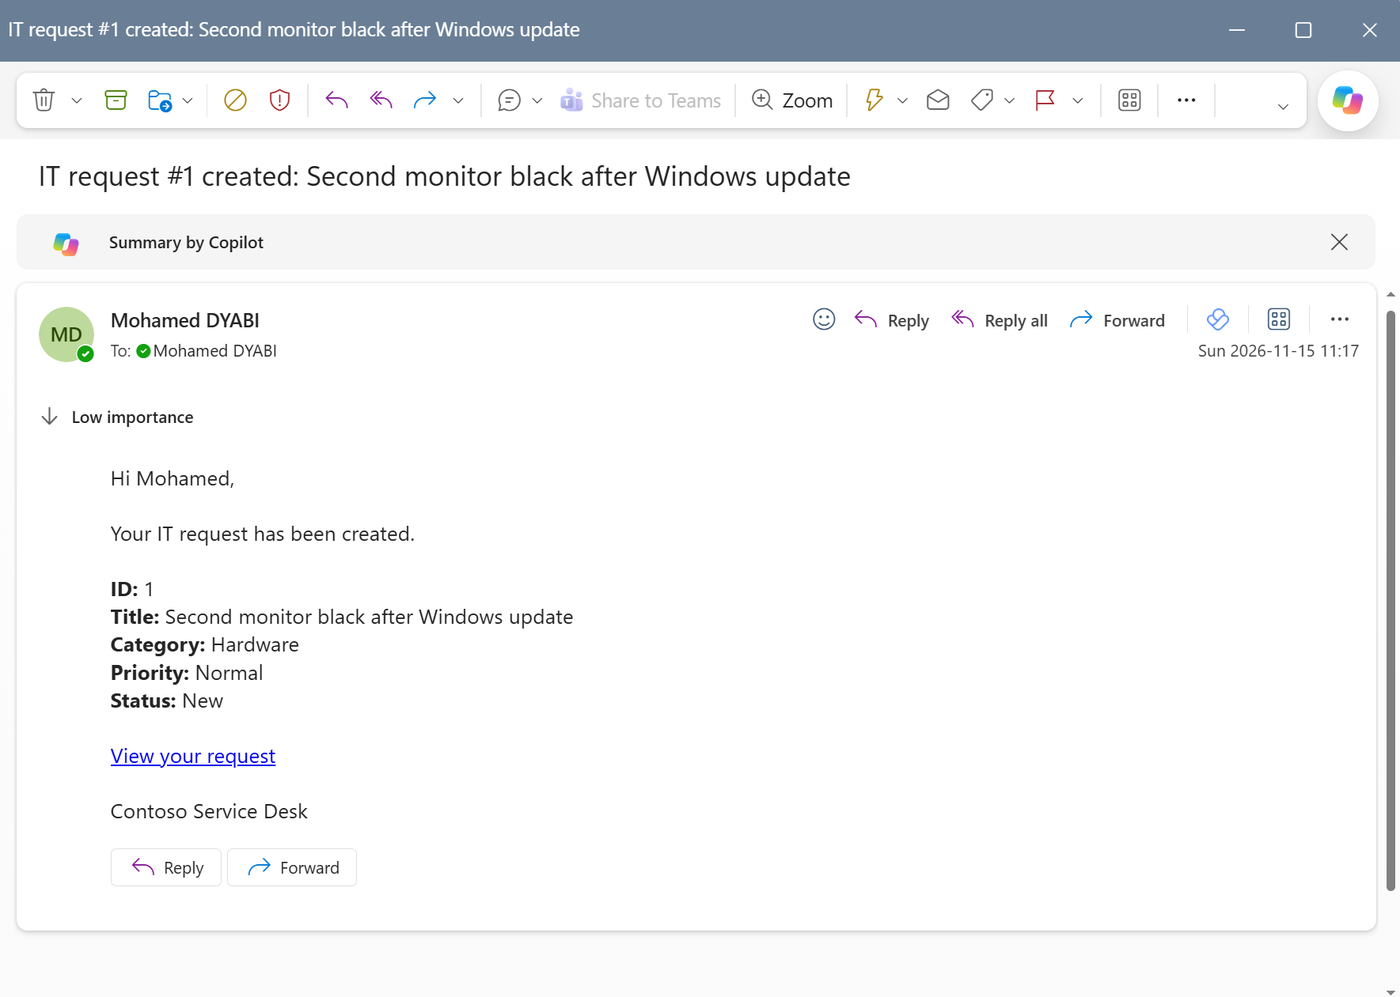 IT request #1 created: Second monitor black after Windows update
Share to Teams
Zoom
IT request #1 created: Second monitor black after Windows update
Summary by Copilot
MD
Mohamed DYABI
To: Mohamed DYABI
Reply
Reply all
Forward
Sun 2026-11-15 11:17
Low importance
Hi Mohamed,
Your IT request has been created.
ID: 1
Title: Second monitor black after Windows update
Category: Hardware
Priority: Normal
Status: New
View your request
Contoso Service Desk
Reply
Forward